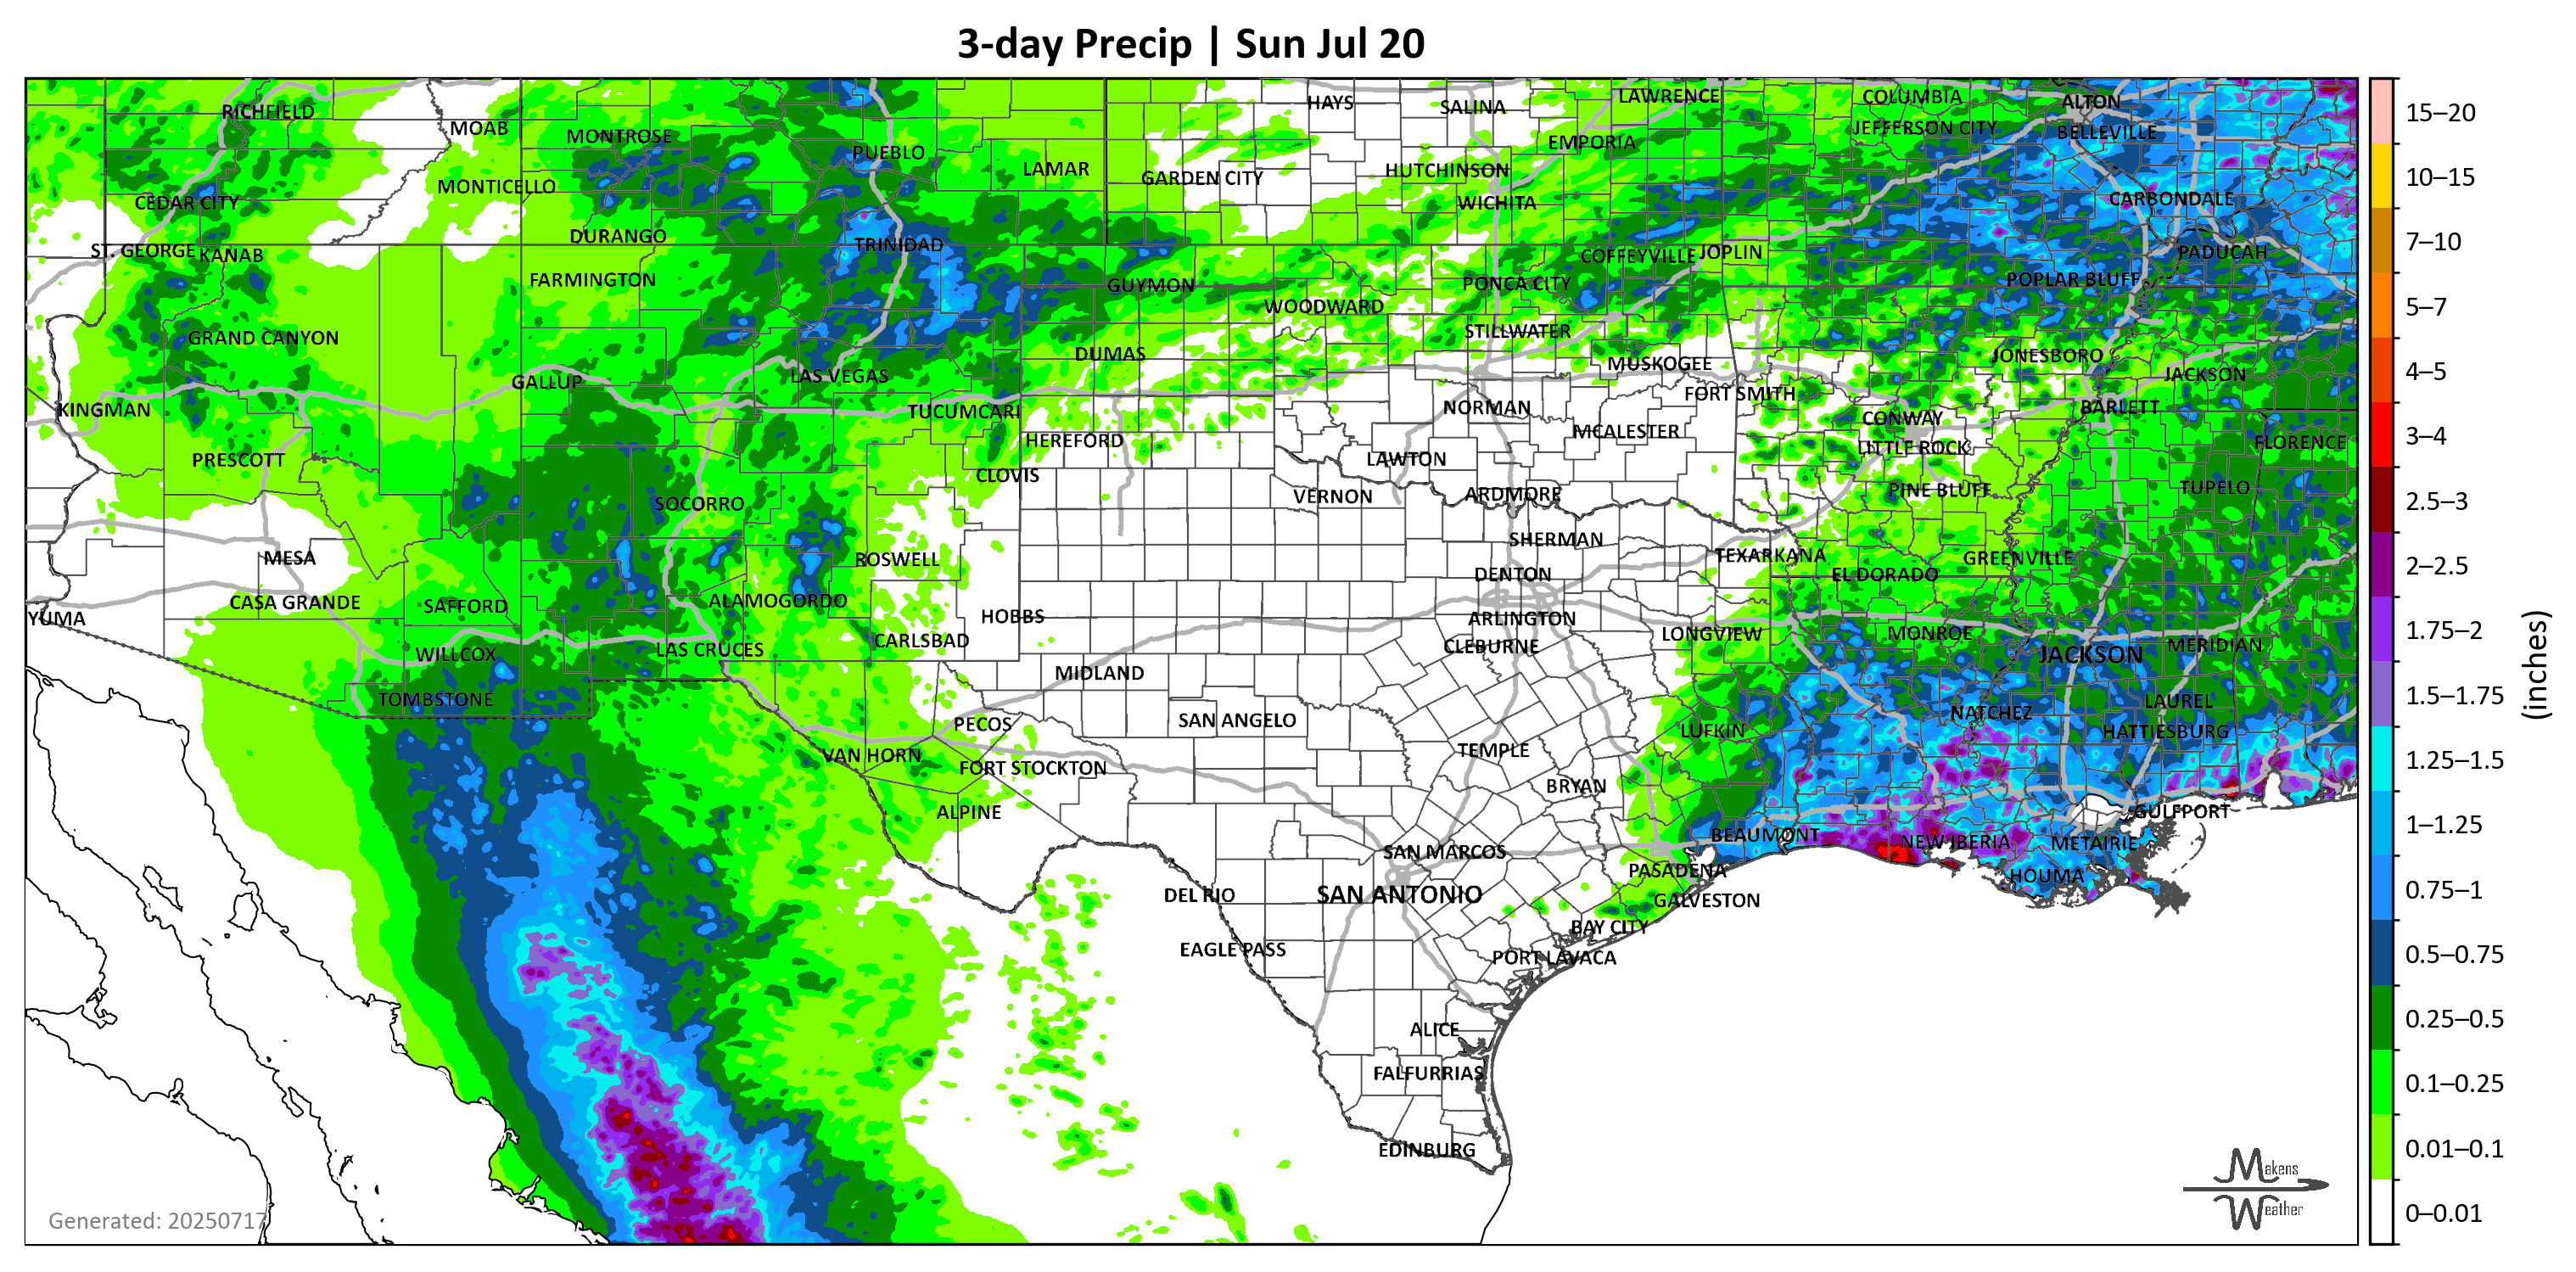 3-day Precip | Sun Jul 20
HAYS
SALINA
LAWRENCE
COLUMBIA
ALTON
RICHFIELD
MOAB
MONTROSE
PUEBLO
EMPORIA
JEFFERSON CITY
BELLEVILLE
LAMAR
GARDEN CITY
HUTCHINSON
MONTICELLO
CEDAR CITY
WICHITA
CARBONDALE
DURANGO
TRINIDAD
ST. GEORGE
KANAB
COFFEYVILLE
JOPLIN
PADUCAH
FARMINGTON
GUYMON
PONCA CITY
POPLAR BLUFF
WOODWARD
GRAND CANYON
STILLWATER
DUMAS
MUSKOGEE
JONESBORO
GALLUP
LAS VEGAS
JACKSON
FORT SMITH
KINGMAN
TUCUMCARI
NORMAN
BARLETT
CONWAY
HEREFORD
MCALESTER
LITTLE ROCK
FLORENCE
PRESCOTT
LAWTON
CLOVIS
VERNON
ARDMORE
PINE BLUFF
TUPELO
SOCORRO
SHERMAN
MESA
ROSWELL
TEXARKANA
GREENVILLE
DENTON
EL DORADO
CASA GRANDE
SAFFORD
ALAMOGORDO
YUMA
HOBBS
ARLINGTON
CARLSBAD
LONGVIEW
MONROE
WILLCOX
LAS CRUCES
CLEBURNE
JACKSON
MERIDIAN
MIDLAND
TOMBSTONE
LAUREL
PECOS
SAN ANGELO
NATCHEZ
LUFKIN
HATTIESBURG
VAN HORN
FORT STOCKTON
TEMPLE
BRYAN
ALPINE
GULFPORT
BEAUMONT
NEW IBERIA
METAIRIE
SAN MARCOS
PASADENA
HOUMA
DEL RIO
SAN ANTONIO
GALVESTON
BAY CITY
EAGLE PASS
PORT LAVACA
ALICE
FALFURRIAS
EDINBURG
Generated: 20250717
Makens
Weather
15–20
10–15
7–10
5–7
4–5
3–4
2.5–3
2–2.5
1.75–2
1.5–1.75
1.25–1.5
1–1.25
0.75–1
0.5–0.75
0.25–0.5
0.1–0.25
0.01–0.1
0–0.01
(inches)